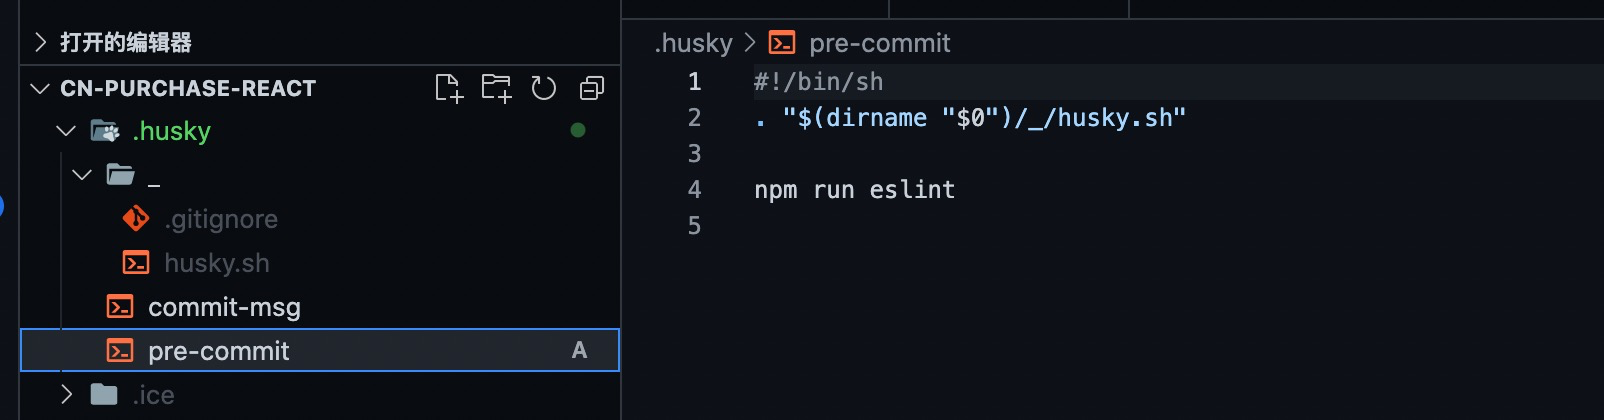 打开的编辑器
CN-PURCHASE-REACT
.husky
_
.gitignore
husky.sh
commit-msg
pre-commit A
.ice
.husky > pre-commit
1 #!/bin/sh
2 . "$(dirname "$0")/_/husky.sh"
3
4 npm run eslint
5